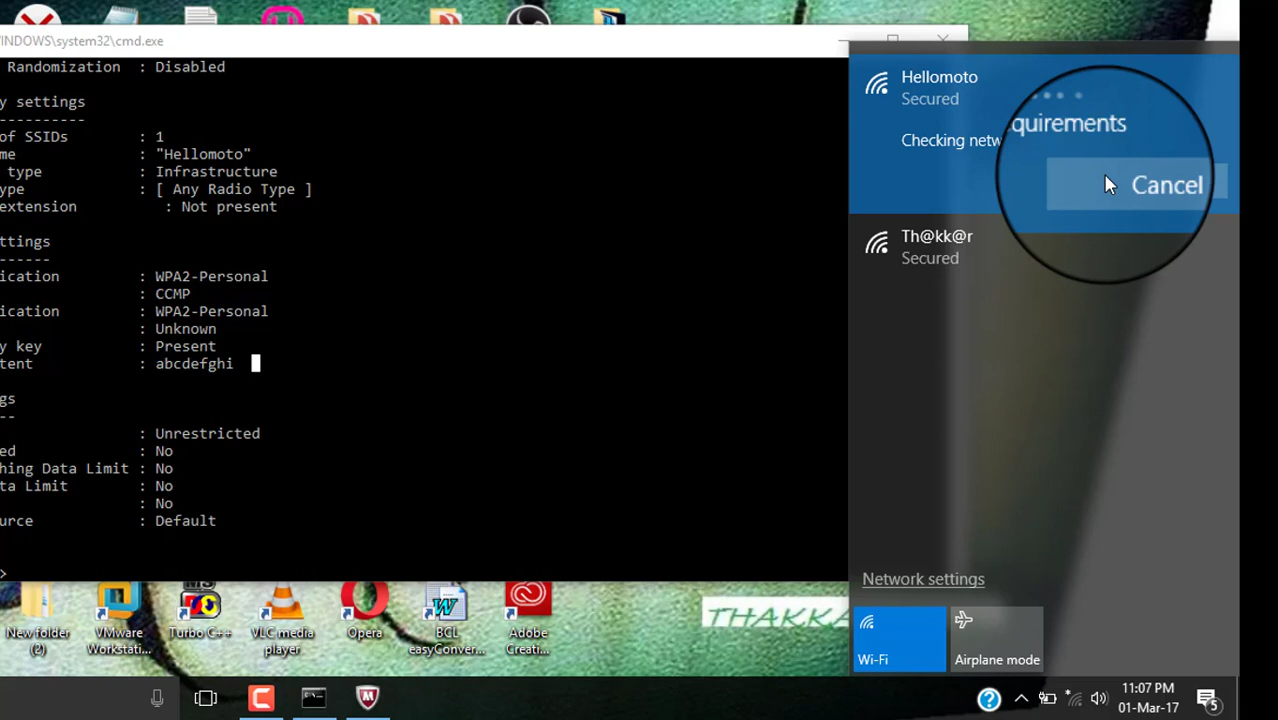 INDOWS\system32\cmd.exe
Randomization : Disabled
y settings
of SSIDs : 1
me : "Hellomoto"
type : Infrastructure
ype : [ Any Radio Type ]
extension : Not present
ttings
ication : WPA2-Personal
: CCMP
ication : WPA2-Personal
: Unknown
y key : Present
tent : abcdefghi
gs
: Unrestricted
ed : No
hing Data Limit : No
ta Limit : No
: No
urce : Default
>
Hellomoto
Secured
Checking netw
quirements
Cancel
Th@kk@r
Secured
Network settings
Wi-Fi
Airplane mode
THAKKA
New folder
(2)
VMware
Workstati...
Turbo C++
VLC media
player
Opera
BCL
easyConver...
Adobe
Creati...
11:07 PM
01-Mar-17
5